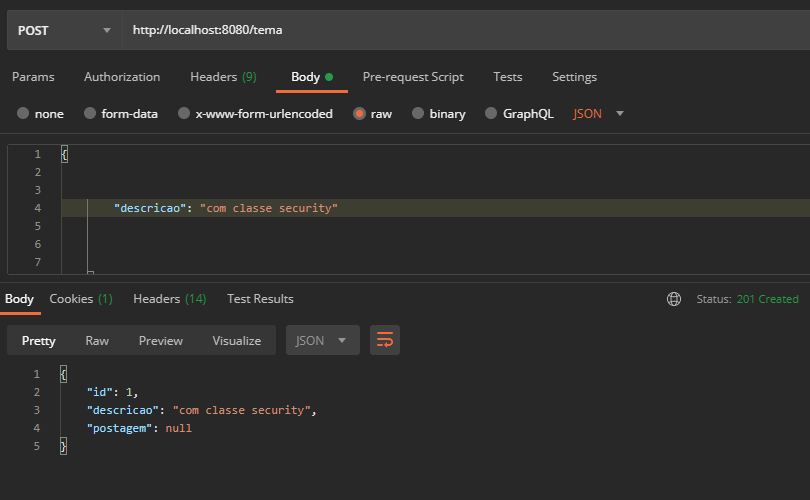 POST http://localhost:8080/tema
Params Authorization Headers (9) Body Pre-request Script Tests Settings
none form-data x-www-form-urlencoded raw binary GraphQL JSON
1 {
2
3
4 "descricao": "com classe security"
5
6
7
Body Cookies (1) Headers (14) Test Results Status: 201 Created
Pretty Raw Preview Visualize JSON
1 {
2 "id": 1,
3 "descricao": "com classe security",
4 "postagem": null
5 }